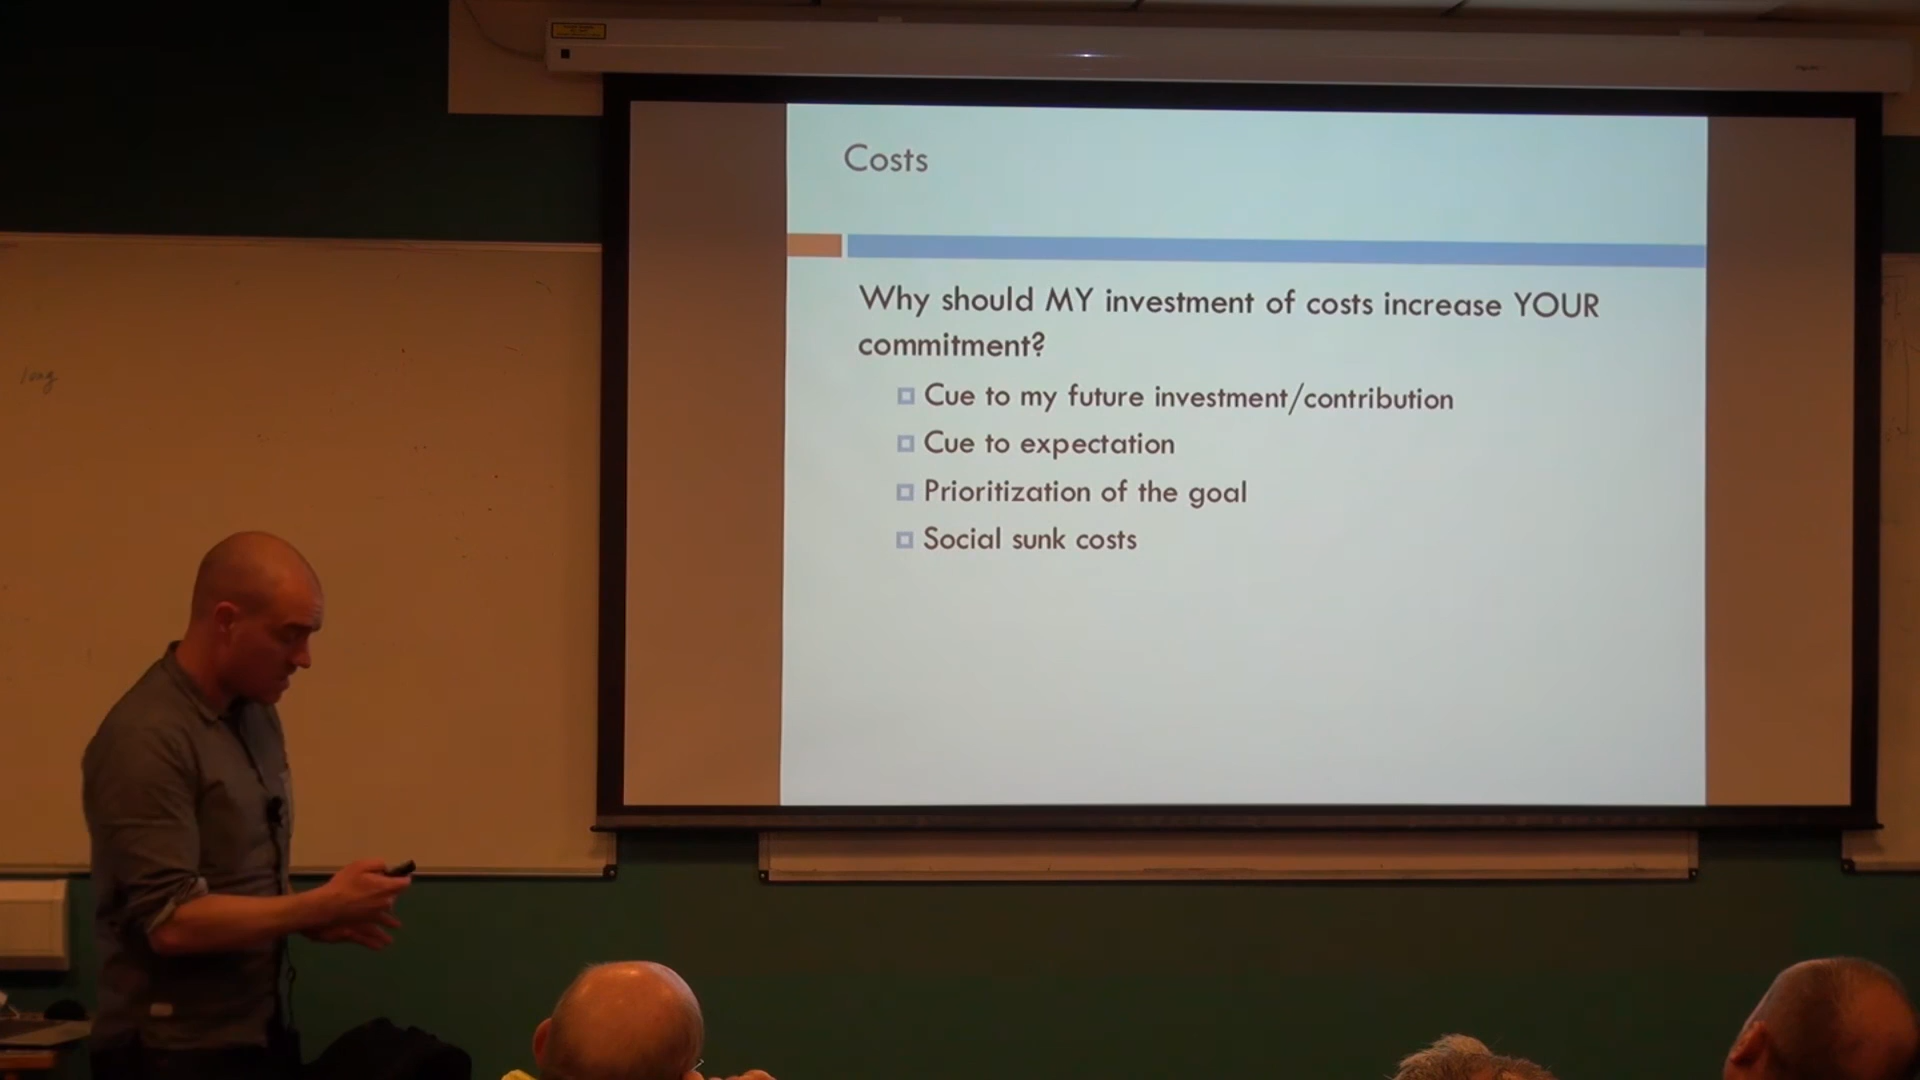 Costs
Why should MY investment of costs increase YOUR
commitment?
Cue to my future investment/contribution
Cue to expectation
Prioritization of the goal
Social sunk costs
long